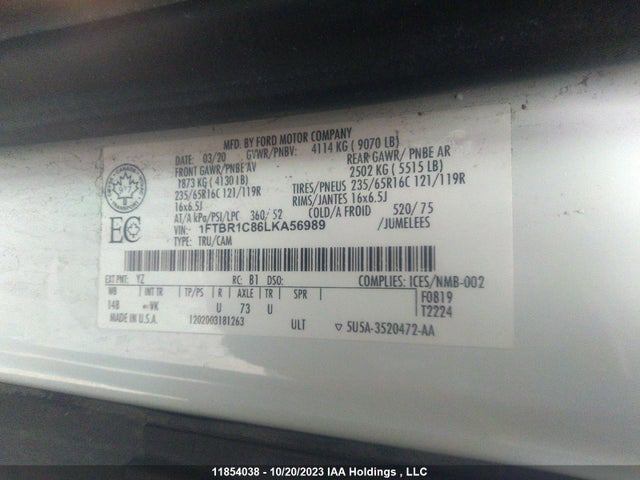 MFD. BY FORD MOTOR COMPANY
DATE: 03/20 GVWR/PNBV: 4114 KG ( 9070 LB)
FRONT GAWR/PNBE AV REAR GAWR/ PNBE AR
1873 KG ( 4130 LB) 2502 KG ( 5515 LB)
235/65R16C 121/119R TIRES/PNEUS 235/65R16C 121/119R
16x6.5J RIMS/JANTES 16x6.5J
AT/A kPa/PSI/LPC 360/ 52 COLD/A FROID 520/ 75
VIN: 1FTBR1C86LKA56989 /JUMELEES
TYPE: TRU/CAM
EC
EXT PNT: YZ RC: B1 DSO: COMPLIES: ICES/NMB-002
WB INT TR TP/PS R AXLE TR SPR F0819
148 VK U 73 U T2224
MADE IN U.S.A. 1202003181263 ULT ▽ 5U5A-3520472-AA
11854038 - 10/20/2023 IAA Holdings , LLC